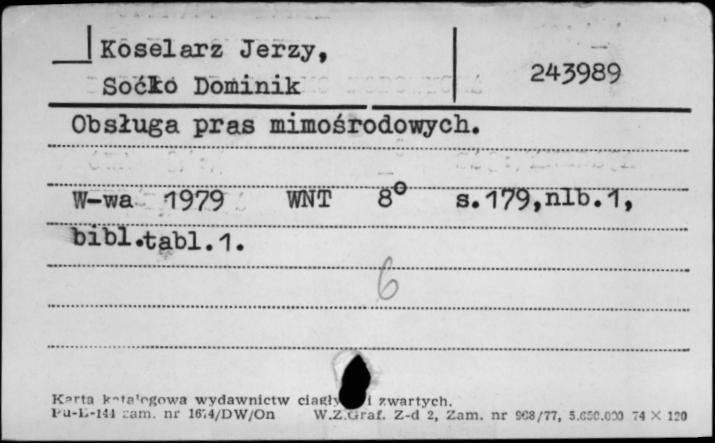 Koselarz Jerzy,
Soćko Dominik
243989
Obsługa pras mimośrodowych.
W-wa 1979 WNT 8° s.179,nlb.1,
bibl.tabl.1.
6
Karta katalogowa wydawnictw i zwartych.
Pu-K-144 zam. nr 1674/DW/On W.Z.Graf. Z-d 2, Zam. nr 968/77, 5.650.000 74 × 120